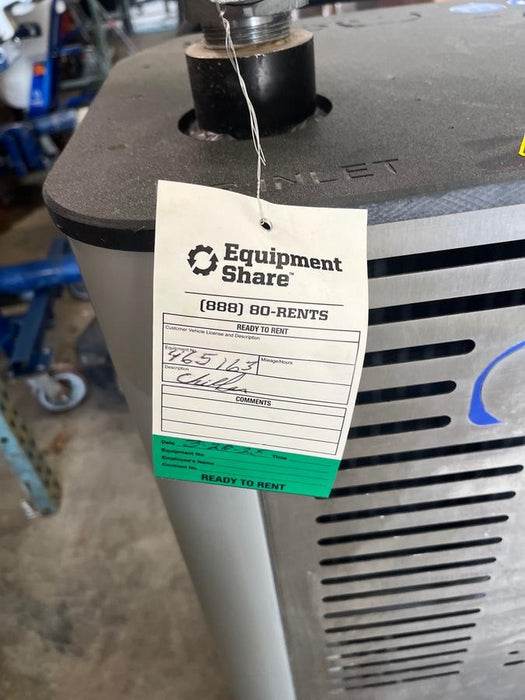 INLET
Equipment
Share™
(888) 80-RENTS
READY TO RENT
Customer Vehicle License and Description
Equipment No. Mileage/Hours
465163
Description
Chiller
COMMENTS
Date Time
Equipment No.
Employee's Name
Contract No.
READY TO RENT